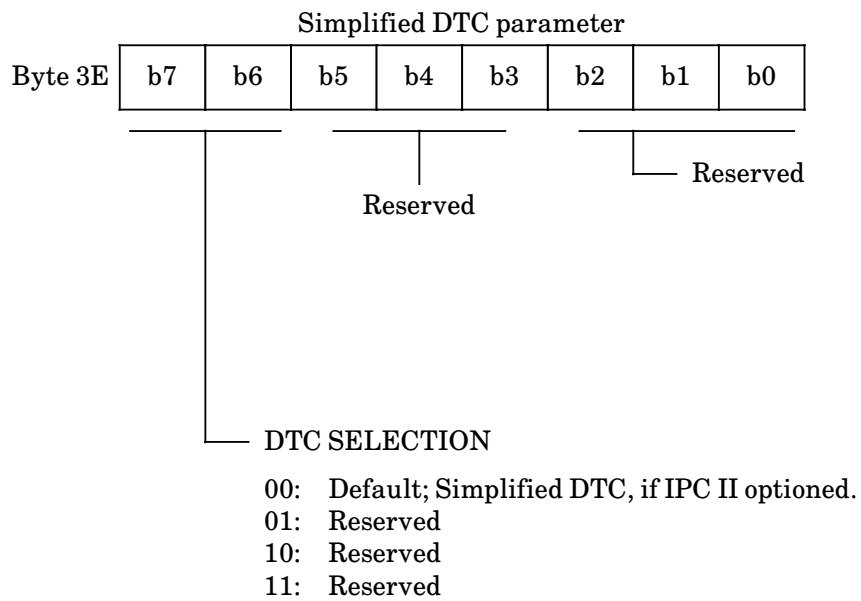 Simplified DTC parameter
Byte 3E b7 b6 b5 b4 b3 b2 b1 b0
Reserved
Reserved
DTC SELECTION
00: Default; Simplified DTC, if IPC II optioned.
01: Reserved
10: Reserved
11: Reserved